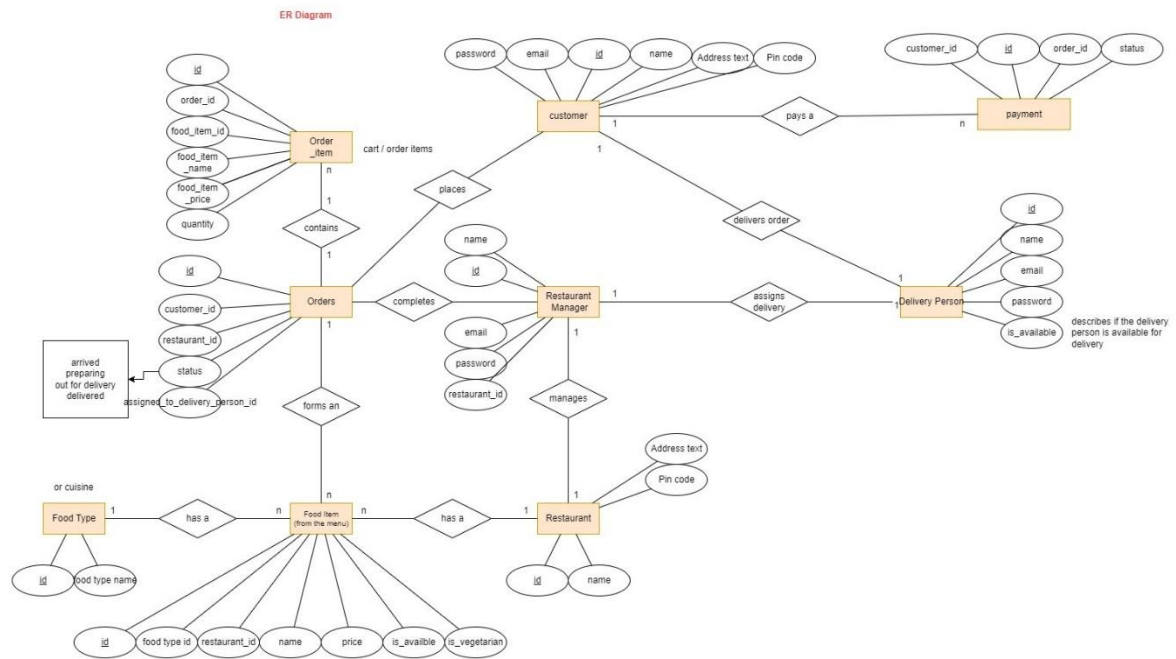 ER Diagram
password
email
id
name
Address text
Pin code
customer_id
id
order_id
status
customer
1
pays a
n
payment
1
id
order_id
food_item_id
food_item
_name
food_item
_price
quantity
Order
_item
cart / order items
n
contains
1
places
delivers order
id
name
email
password
is_available
1
Delivery Person
1
describes if the delivery
person is available for
delivery
id
customer_id
restaurant_id
status
assigned_to_delivery_person_id
arrived
preparing
out for delivery
delivered
Orders
1
completes
name
id
Restaurant
Manager
email
password
restaurant_id
1
assigns
delivery
1
manages
1
forms an
n
or cuisine
Food Type
1
has a
n
Food Item
(from the menu)
n
has a
1
Restaurant
Address text
Pin code
id
name
id
food type name
id
food type id
restaurant_id
name
price
is_availble
is_vegetarian